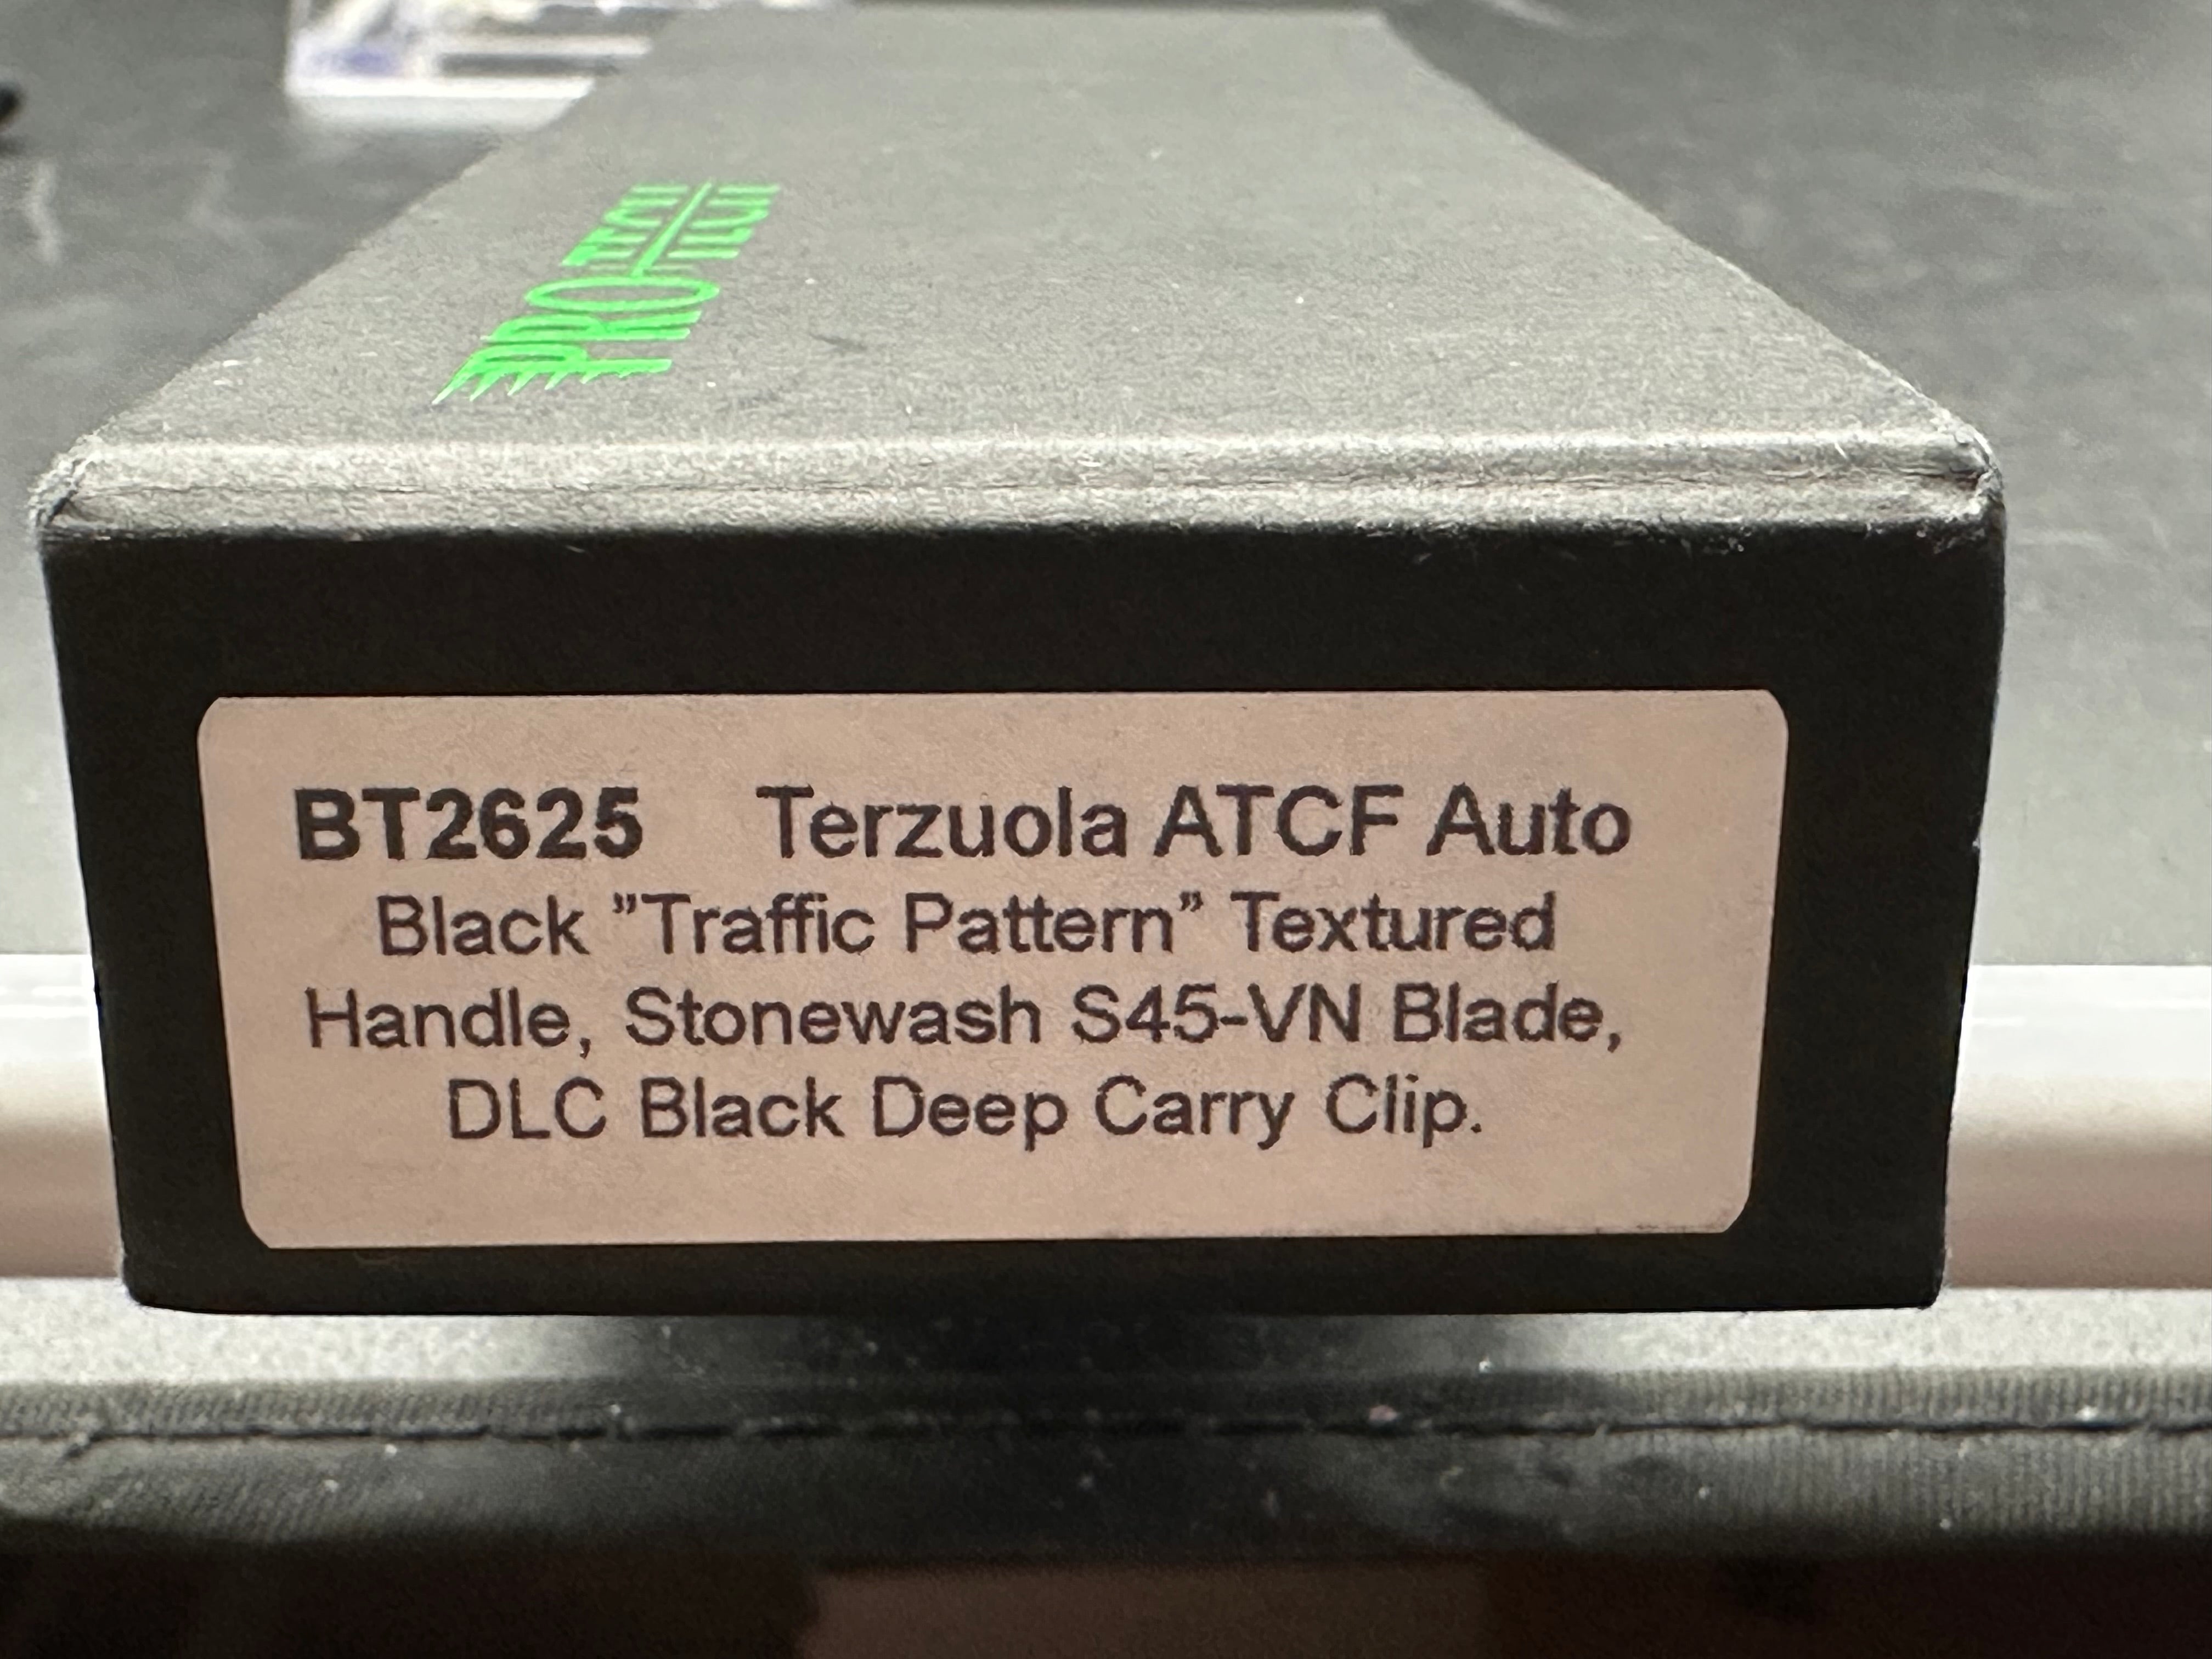 PRO-TECH
BT2625 Terzuola ATCF Auto
Black ”Traffic Pattern” Textured
Handle, Stonewash S45-VN Blade,
DLC Black Deep Carry Clip.